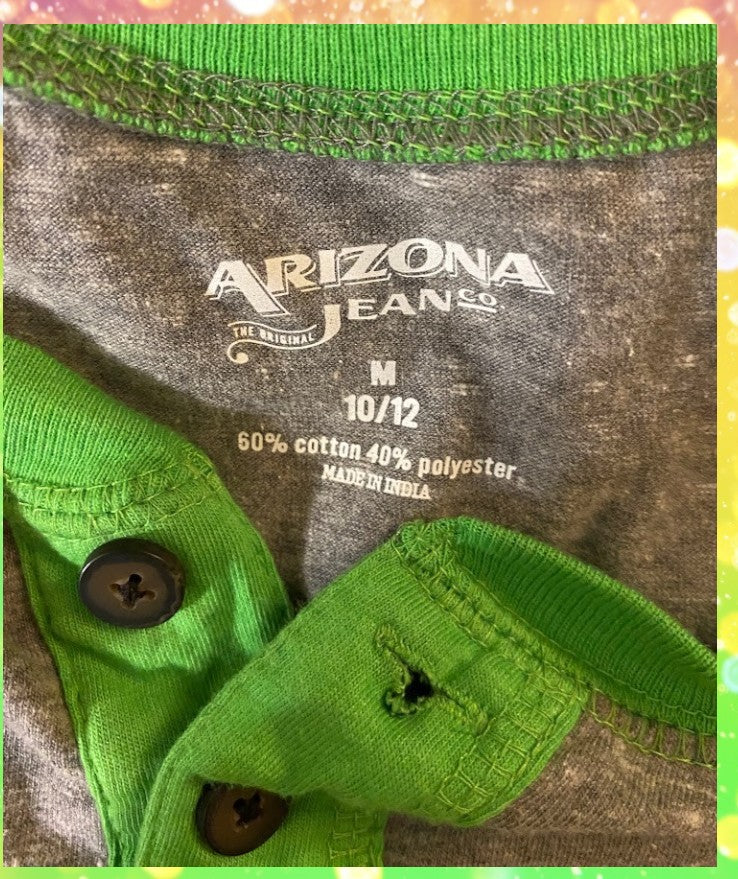 ARIZONA
JEAN CO
THE ORIGINAL
M
10/12
60% cotton 40% polyester
MADE IN INDIA